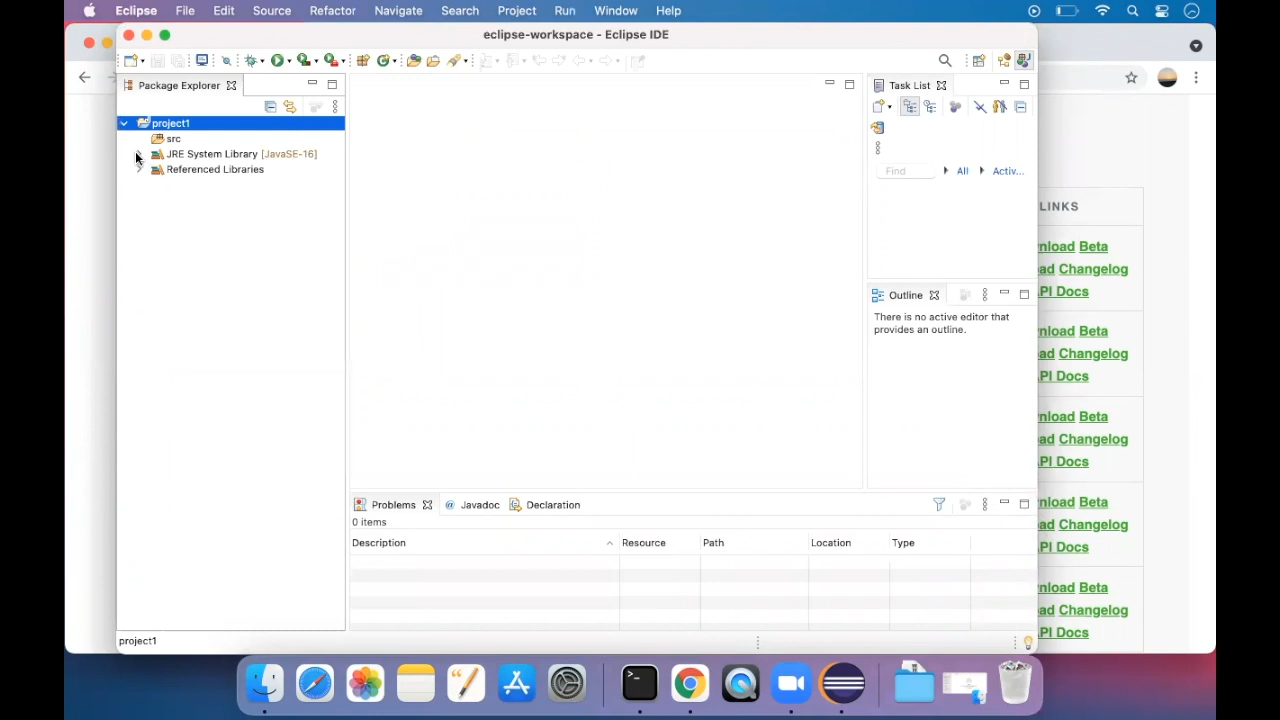 Eclipse File Edit Source Refactor Navigate Search Project Run Window Help
eclipse-workspace - Eclipse IDE
Package Explorer
project1
src
JRE System Library [JavaSE-16]
Referenced Libraries
Task List
Find All Activ...
Outline
There is no active editor that
provides an outline.
Problems Javadoc Declaration
0 items
Description Resource Path Location Type
project1
LINKS
nload Beta
ad Changelog
PI Docs
nload Beta
ad Changelog
PI Docs
nload Beta
ad Changelog
PI Docs
nload Beta
ad Changelog
PI Docs
nload Beta
ad Changelog
PI Docs